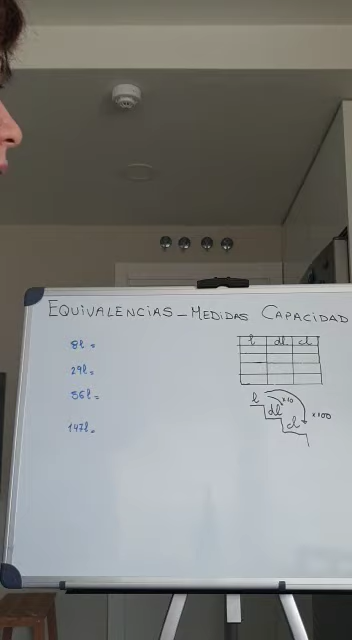 EQUIVALENCIAS - MEDIDAS CAPACIDAD
8l =
29l =
56l =
147l =
l dl cl
l x10
dl
cl x100